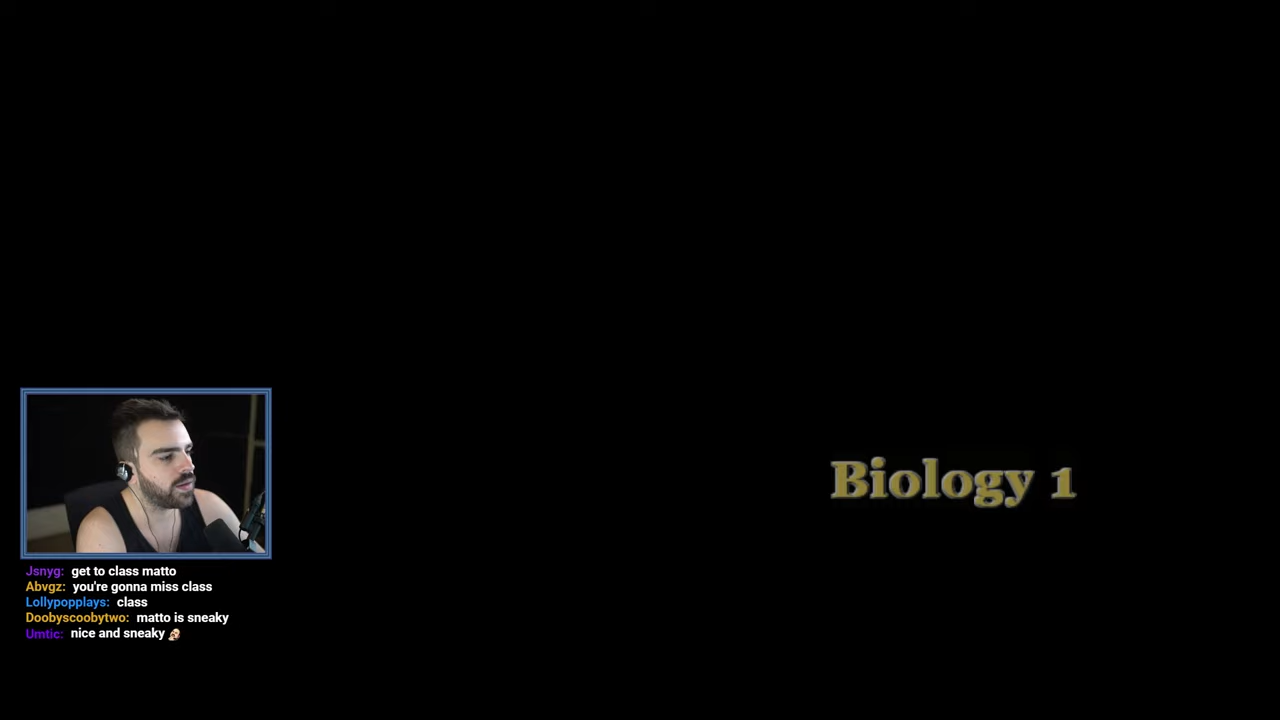 Biology 1
Jsnyg: get to class matto
Abvgz: you're gonna miss class
Lollypopplays: class
Doobyscoobytwo: matto is sneaky
Umtic: nice and sneaky